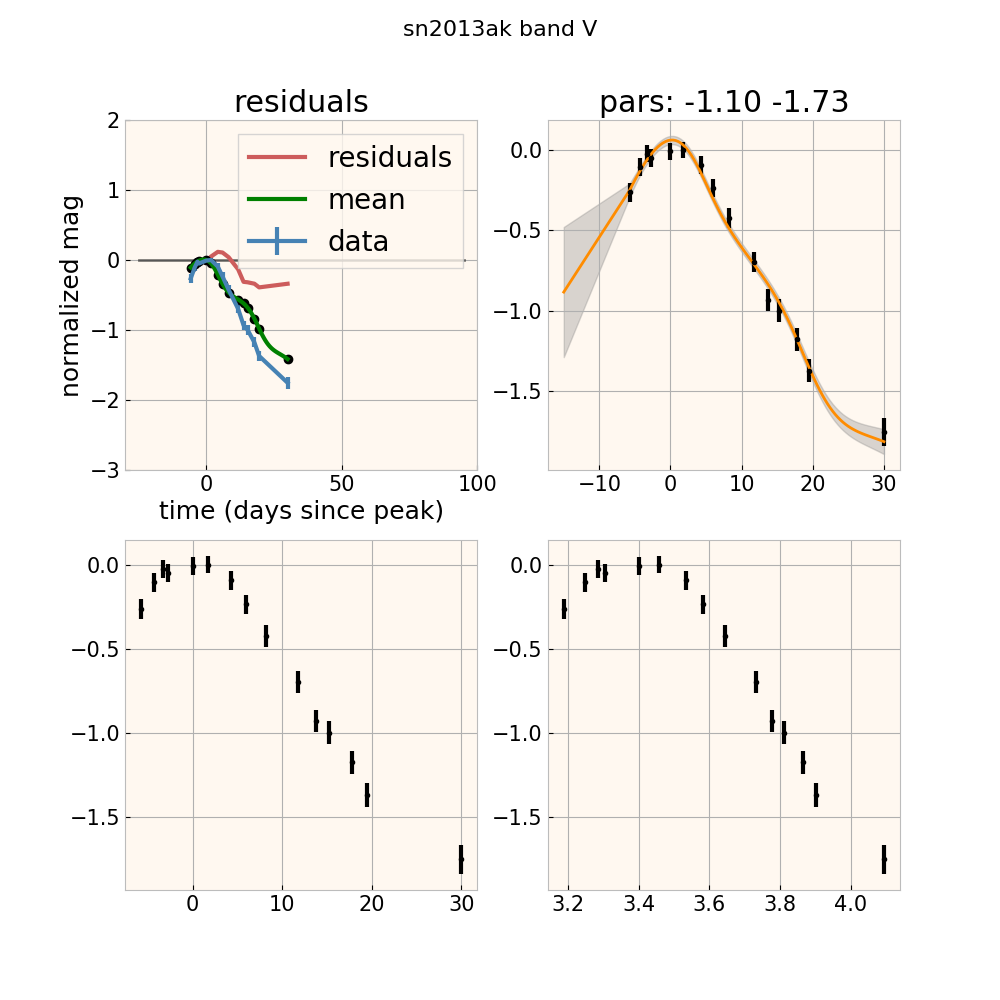 sn2013ak band V
residuals
pars: -1.10 -1.73
normalized mag
2
1
0
−1
−2
−3
residuals
mean
data
0 50 100
time (days since peak)
0.0
−0.5
−1.0
−1.5
−10 0 10 20 30
0.0
−0.5
−1.0
−1.5
0 10 20 30
0.0
−0.5
−1.0
−1.5
3.2 3.4 3.6 3.8 4.0